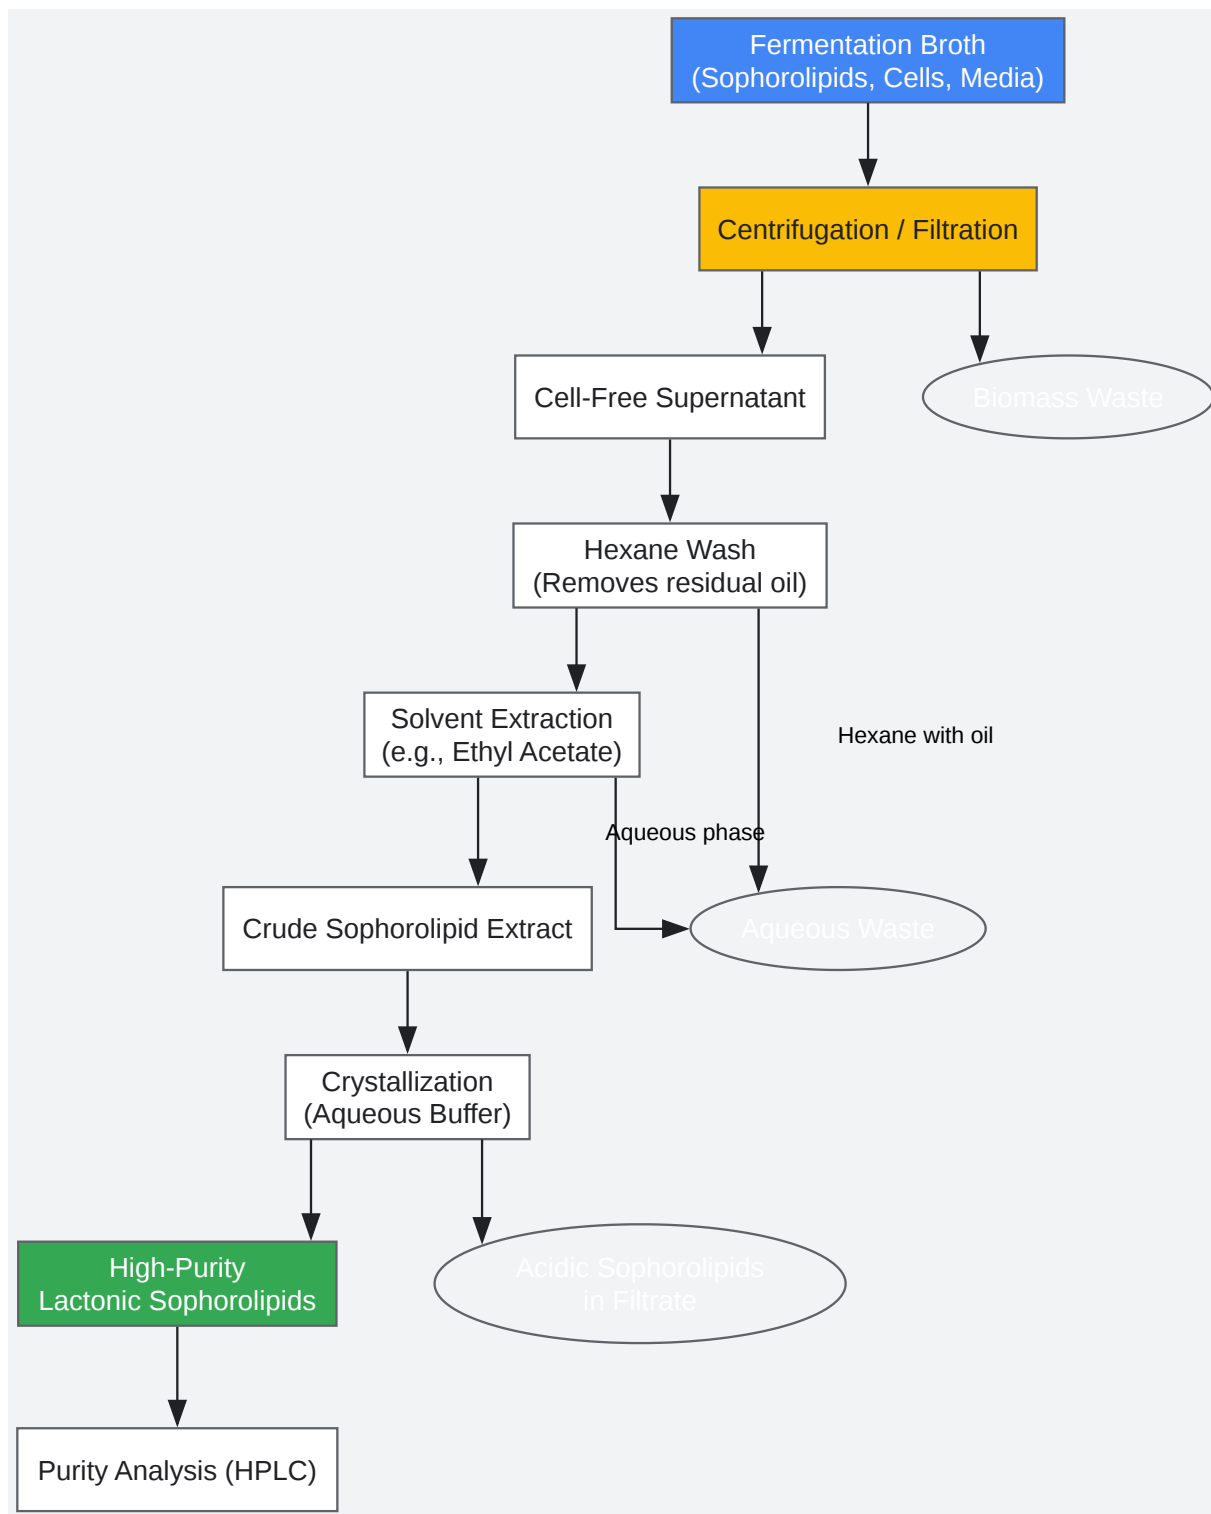 Fermentation Broth
(Sophorolipids, Cells, Media)
Centrifugation / Filtration
Cell-Free Supernatant
Biomass Waste
Hexane Wash
(Removes residual oil)
Solvent Extraction
(e.g., Ethyl Acetate)
Hexane with oil
Aqueous phase
Crude Sophorolipid Extract
Aqueous Waste
Crystallization
(Aqueous Buffer)
High-Purity
Lactonic Sophorolipids
Acidic Sophorolipids
in Filtrate
Purity Analysis (HPLC)